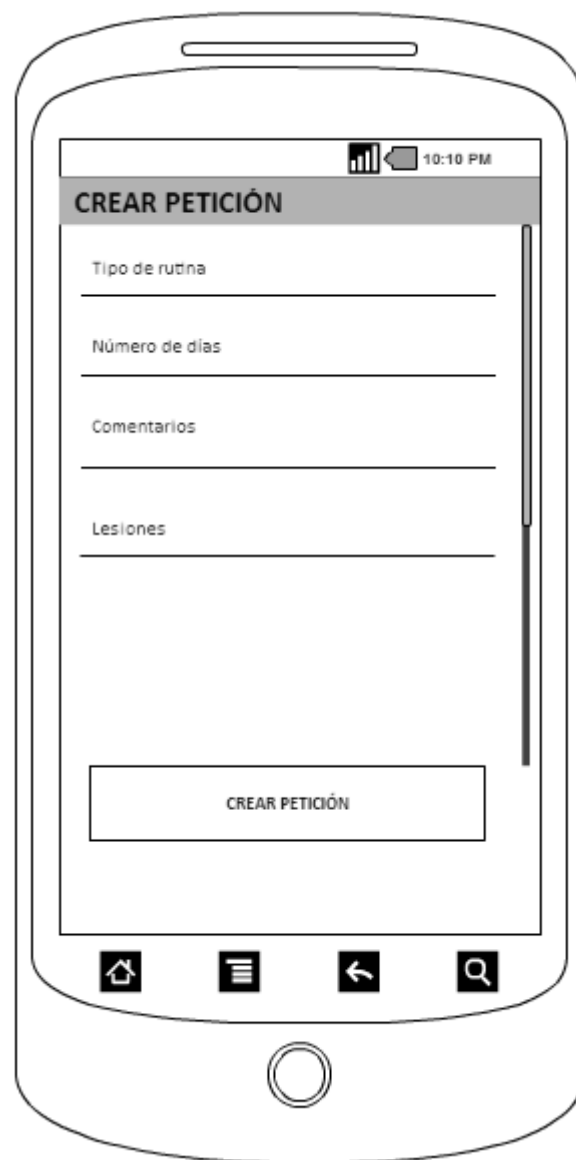 10:10 PM
CREAR PETICIÓN
Tipo de rutina
Número de días
Comentarios
Lesiones
CREAR PETICIÓN